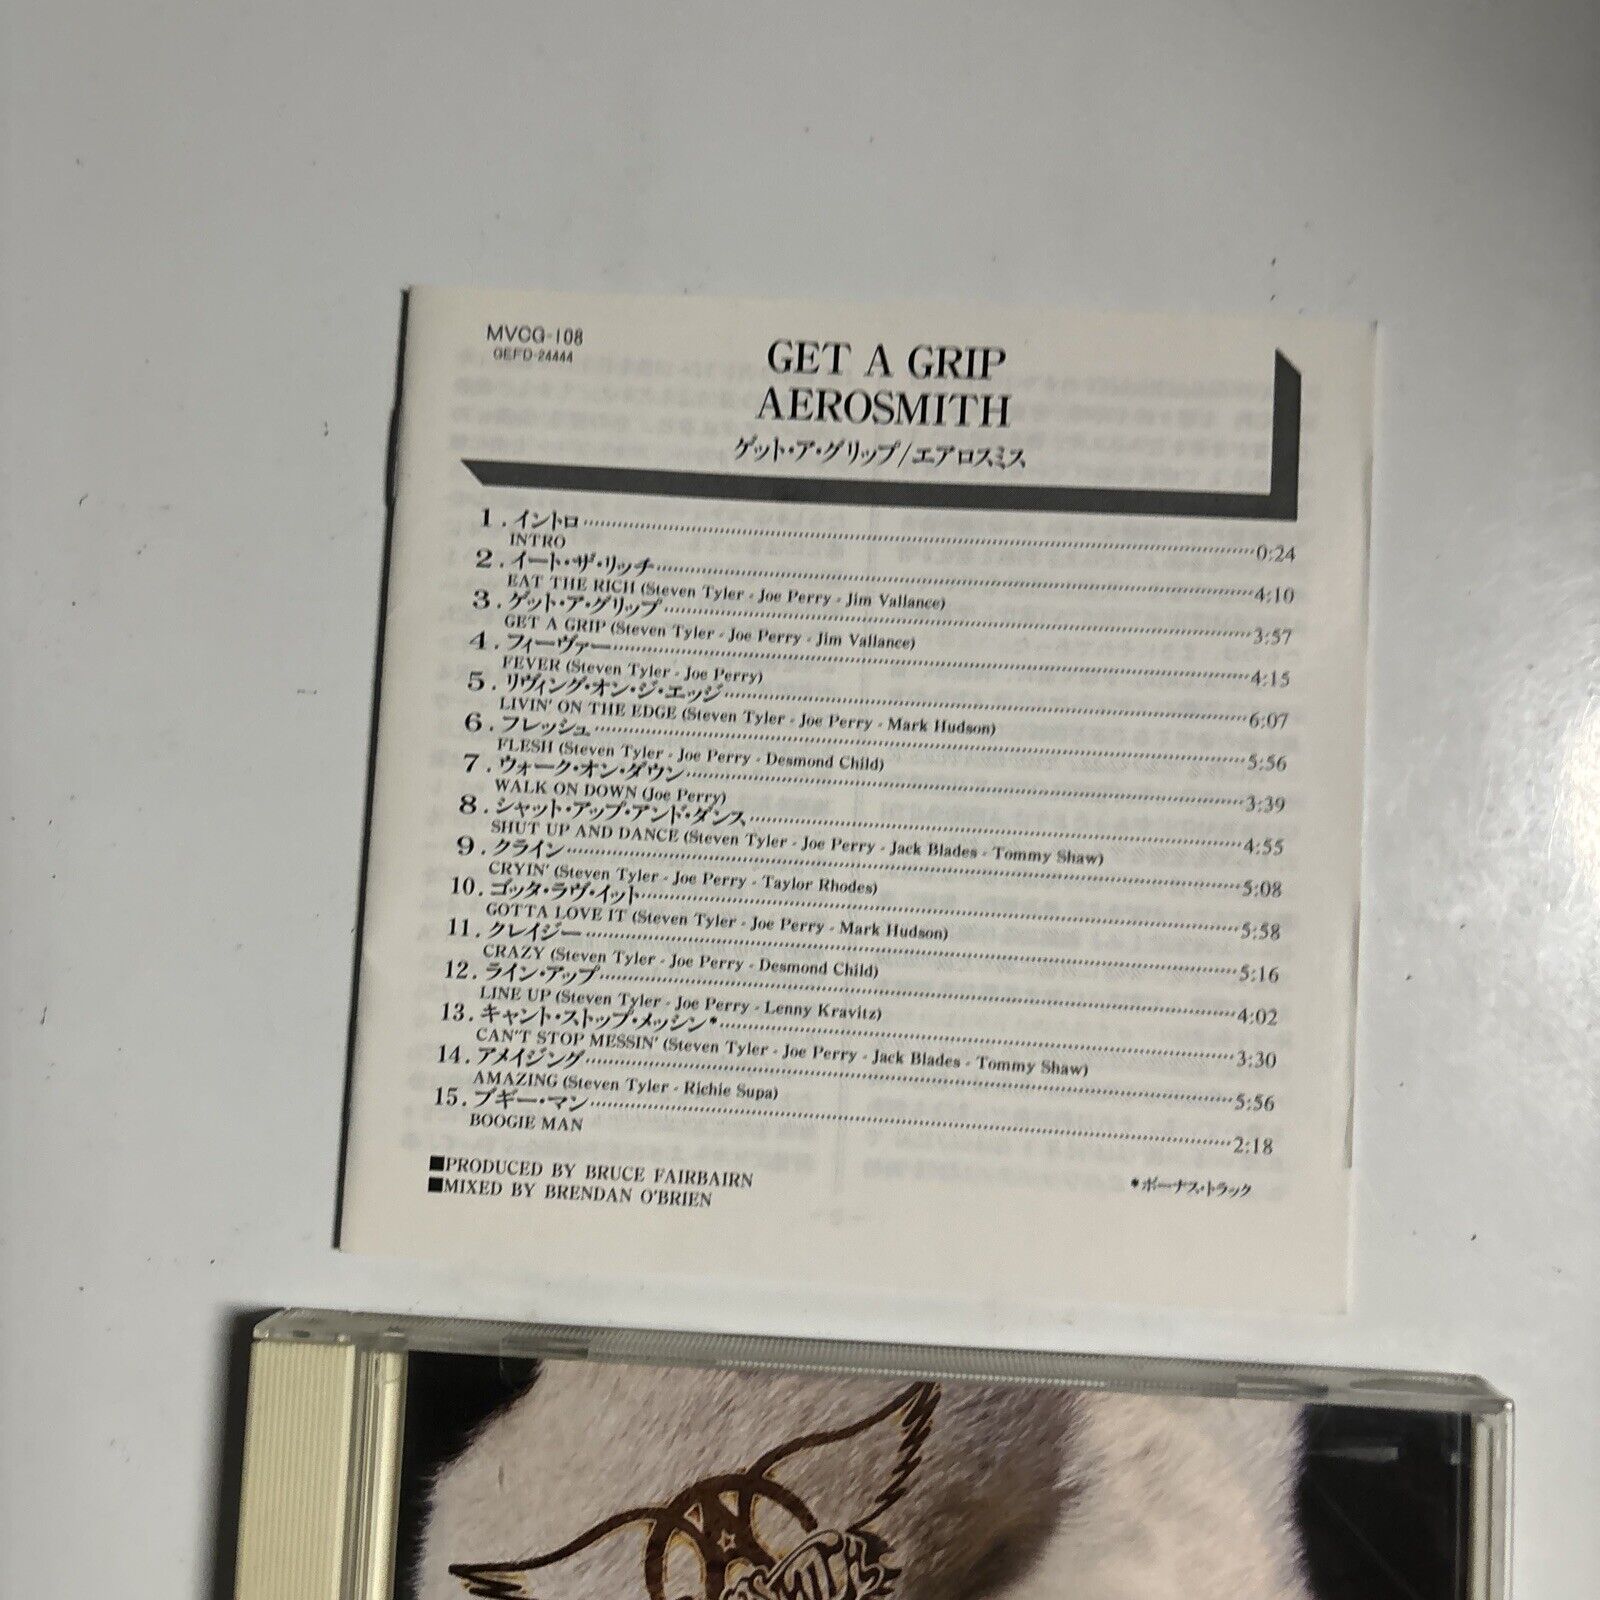 MVCG-108
GEFD-24444
GET A GRIP
AEROSMITH
ゲット・ア・グリップ/エアロスミス
1. イントロ 0:24
INTRO
2. イート・ザ・リッチ 4:10
EAT THE RICH (Steven Tyler - Joe Perry - Jim Vallance)
3. ゲット・ア・グリップ 3:57
GET A GRIP (Steven Tyler - Joe Perry - Jim Vallance)
4. フィーヴァー 4:15
FEVER (Steven Tyler - Joe Perry)
5. リヴィング・オン・ジ・エッジ 6:07
LIVIN' ON THE EDGE (Steven Tyler - Joe Perry - Mark Hudson)
6. フレッシュ 5:56
FLESH (Steven Tyler - Joe Perry - Desmond Child)
7. ウォーク・オン・ダウン 3:39
WALK ON DOWN (Joe Perry)
8. シャット・アップ・アンド・ダンス 4:55
SHUT UP AND DANCE (Steven Tyler - Joe Perry - Jack Blades - Tommy Shaw)
9. クライン 5:08
CRYIN' (Steven Tyler - Joe Perry - Taylor Rhodes)
10. ゴッタ・ラヴ・イット 5:58
GOTTA LOVE IT (Steven Tyler - Joe Perry - Mark Hudson)
11. クレイジー 5:16
CRAZY (Steven Tyler - Joe Perry - Desmond Child)
12. ライン・アップ 4:02
LINE UP (Steven Tyler - Joe Perry - Lenny Kravitz)
13. キャント・ストップ・メッシン* 3:30
CAN'T STOP MESSIN' (Steven Tyler - Joe Perry - Jack Blades - Tommy Shaw)
14. アメイジング 5:56
AMAZING (Steven Tyler - Richie Supa)
15. ブギー・マン 2:18
BOOGIE MAN
■PRODUCED BY BRUCE FAIRBAIRN
■MIXED BY BRENDAN O'BRIEN
*ボーナス・トラック